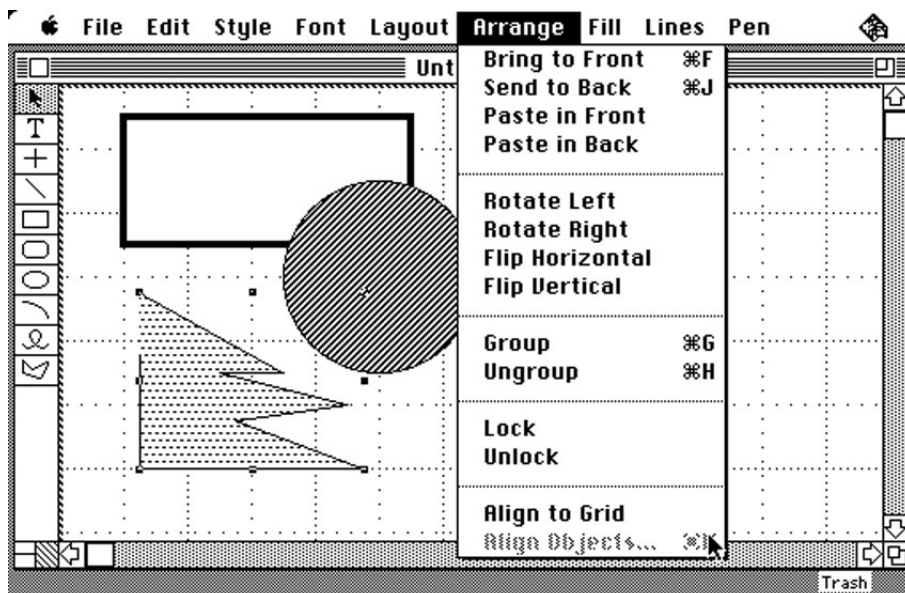 File Edit Style Font Layout Arrange Fill Lines Pen
Unt
T
Bring to Front ⌘F
Send to Back ⌘J
Paste in Front
Paste in Back
Rotate Left
Rotate Right
Flip Horizontal
Flip Vertical
Group ⌘G
Ungroup ⌘H
Lock
Unlock
Align to Grid
Align Objects...
Trash